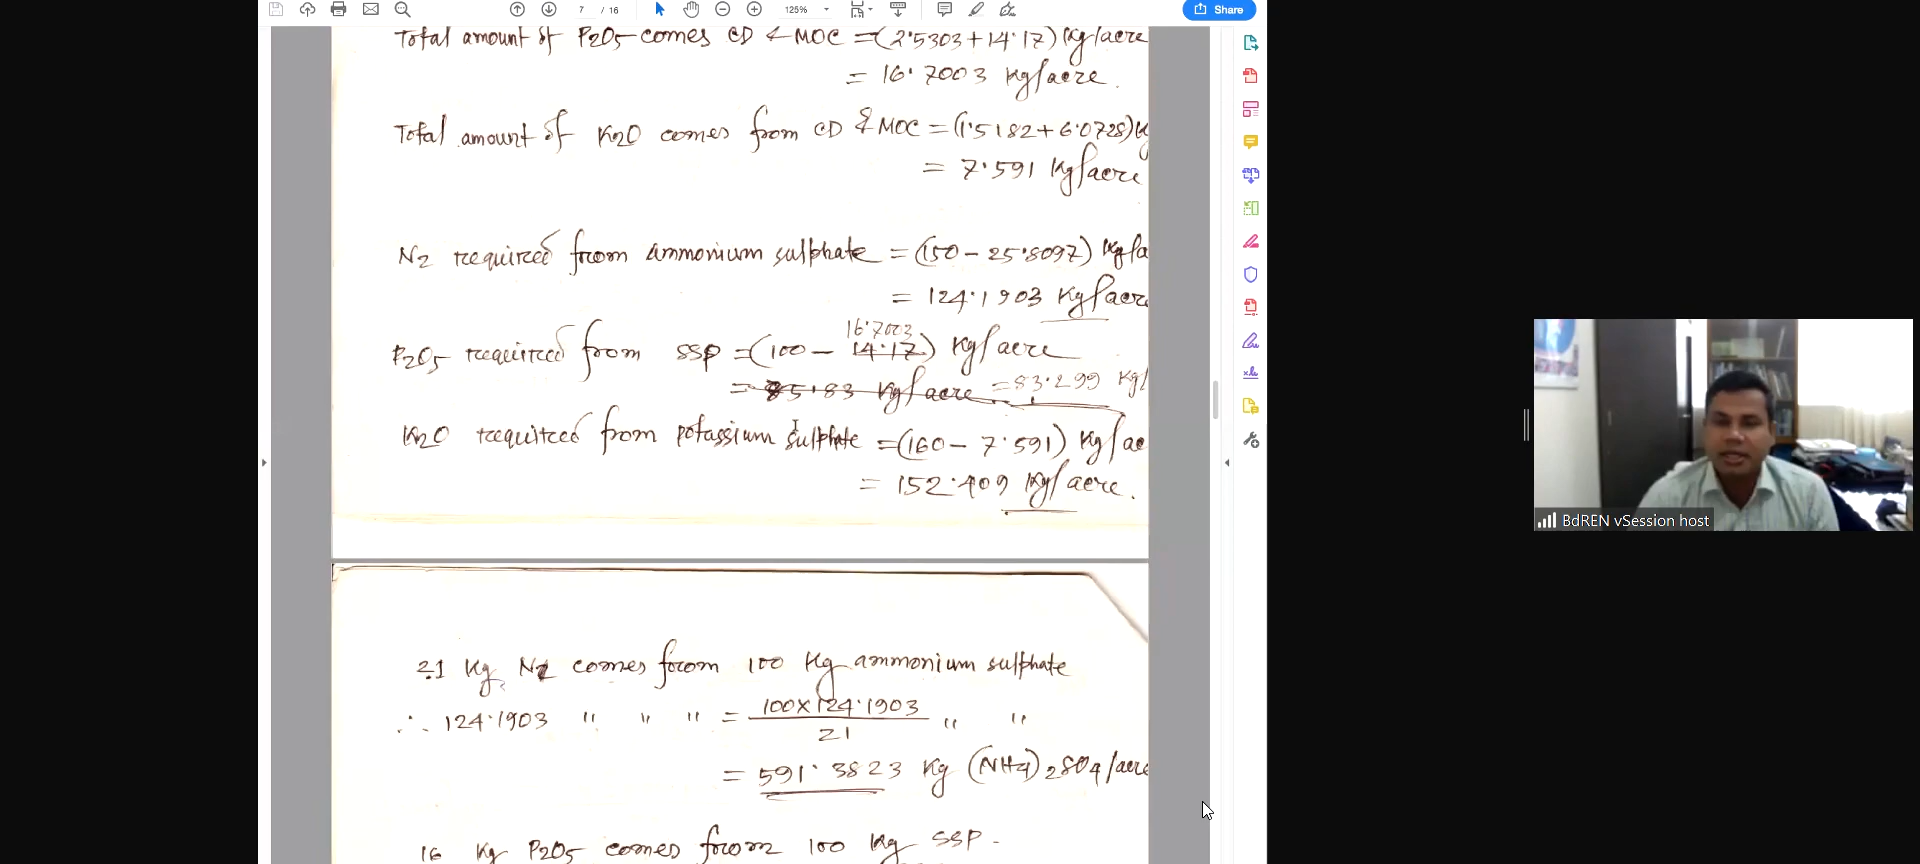 7 / 16
125%
Share
Total amount of P2O5 comes CD & MOC = (2.5303 + 14.17) Kg/acre
= 16.7003 Kg/acre.
Total amount of K2O comes from CD & MOC = (1.5182 + 6.0728) K
= 7.591 Kg/acre
N2 required from ammonium sulphate = (150 - 25.8097) Kg/a
= 124.1903 Kg/acre
16.7003
P2O5 required from SSP = (100 - 14.17) Kg/acre
= 85.83 Kg/acre = 83.299 Kg/
K2O required from potassium sulphate = (160 - 7.591) Kg/ac
= 152.409 Kg/acre.
21 Kg N2 comes from 100 Kg ammonium sulphate
∴ 124.1903 " " " = 100 X 124.1903 / 21 " "
= 591.3823 Kg (NH4)2SO4/acre
16 Kg P2O5 comes from 100 Kg SSP -
BdREN vSession host